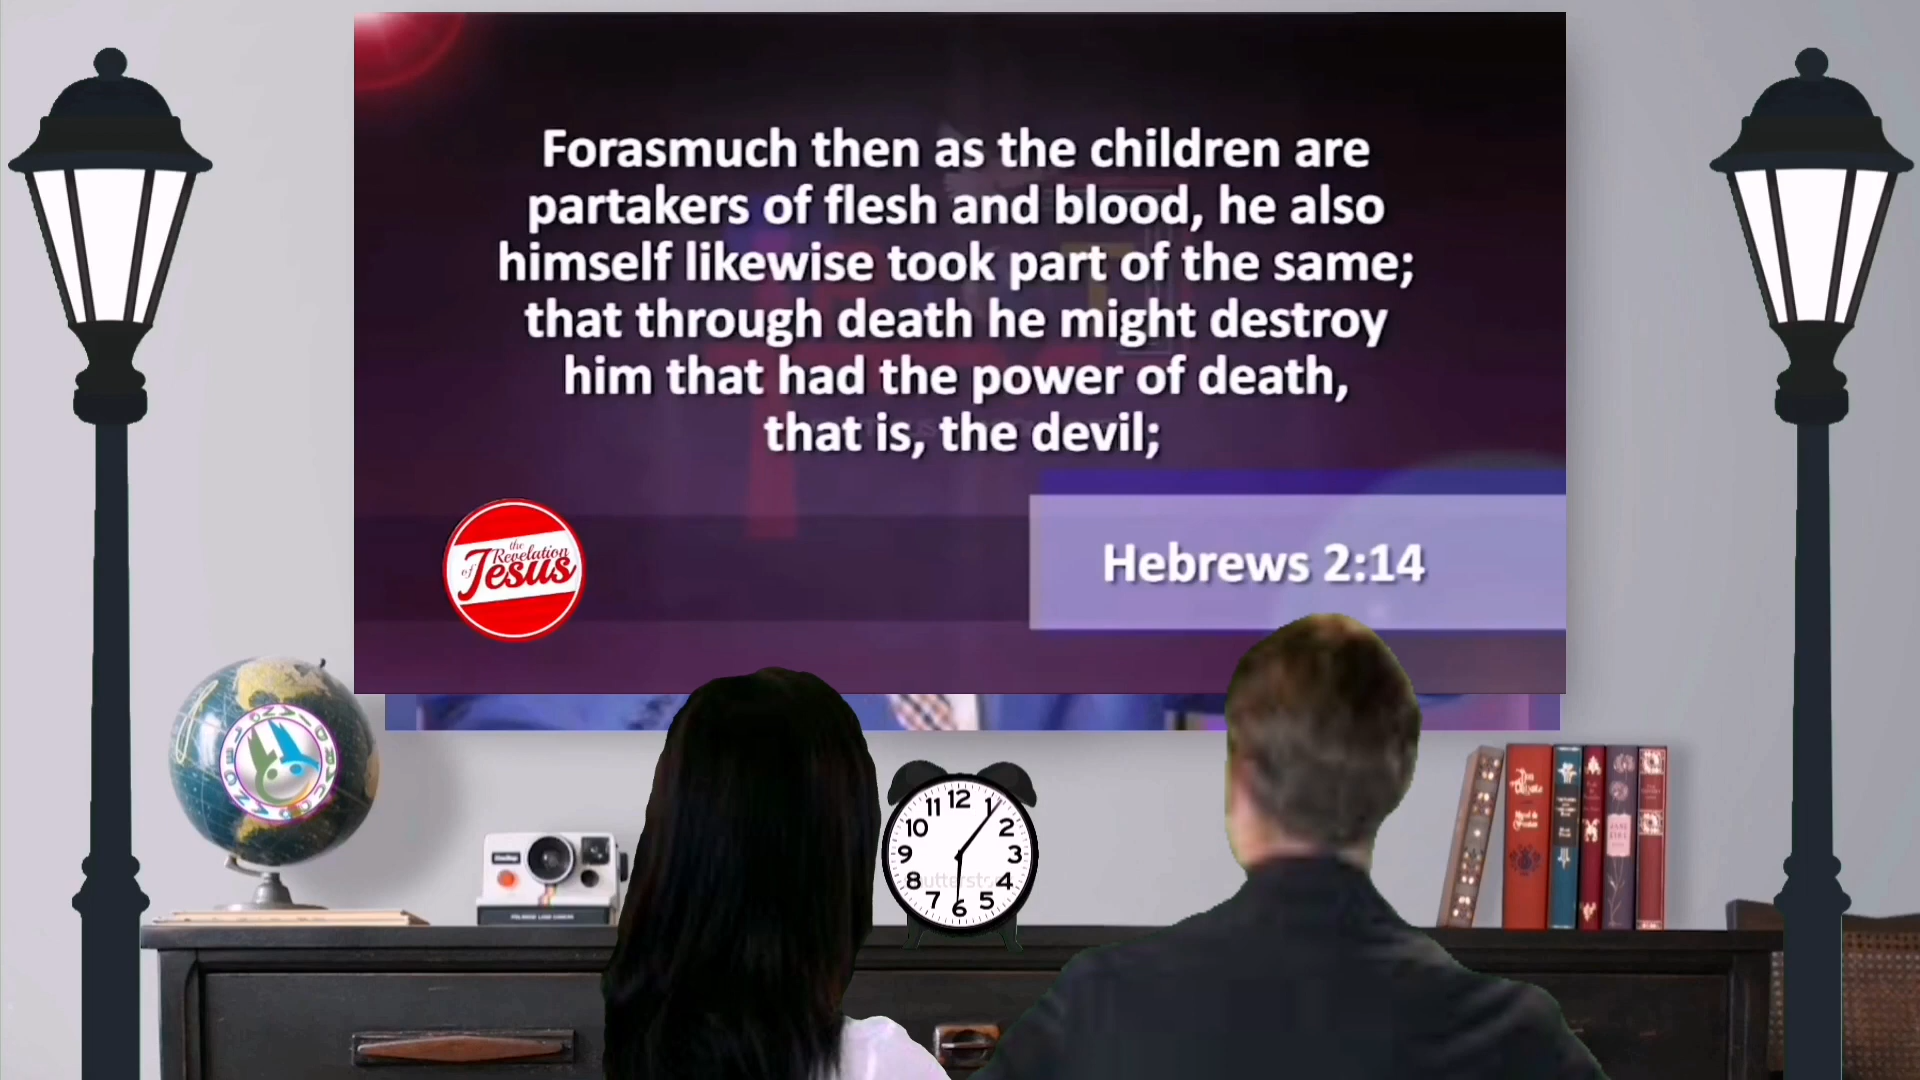 Forasmuch then as the children are
partakers of flesh and blood, he also
himself likewise took part of the same;
that through death he might destroy
him that had the power of death,
that is, the devil;
the
Revelation
of
Jesus
Hebrews 2:14
11 12 1
10 2
9 3
8 4
7 6 5